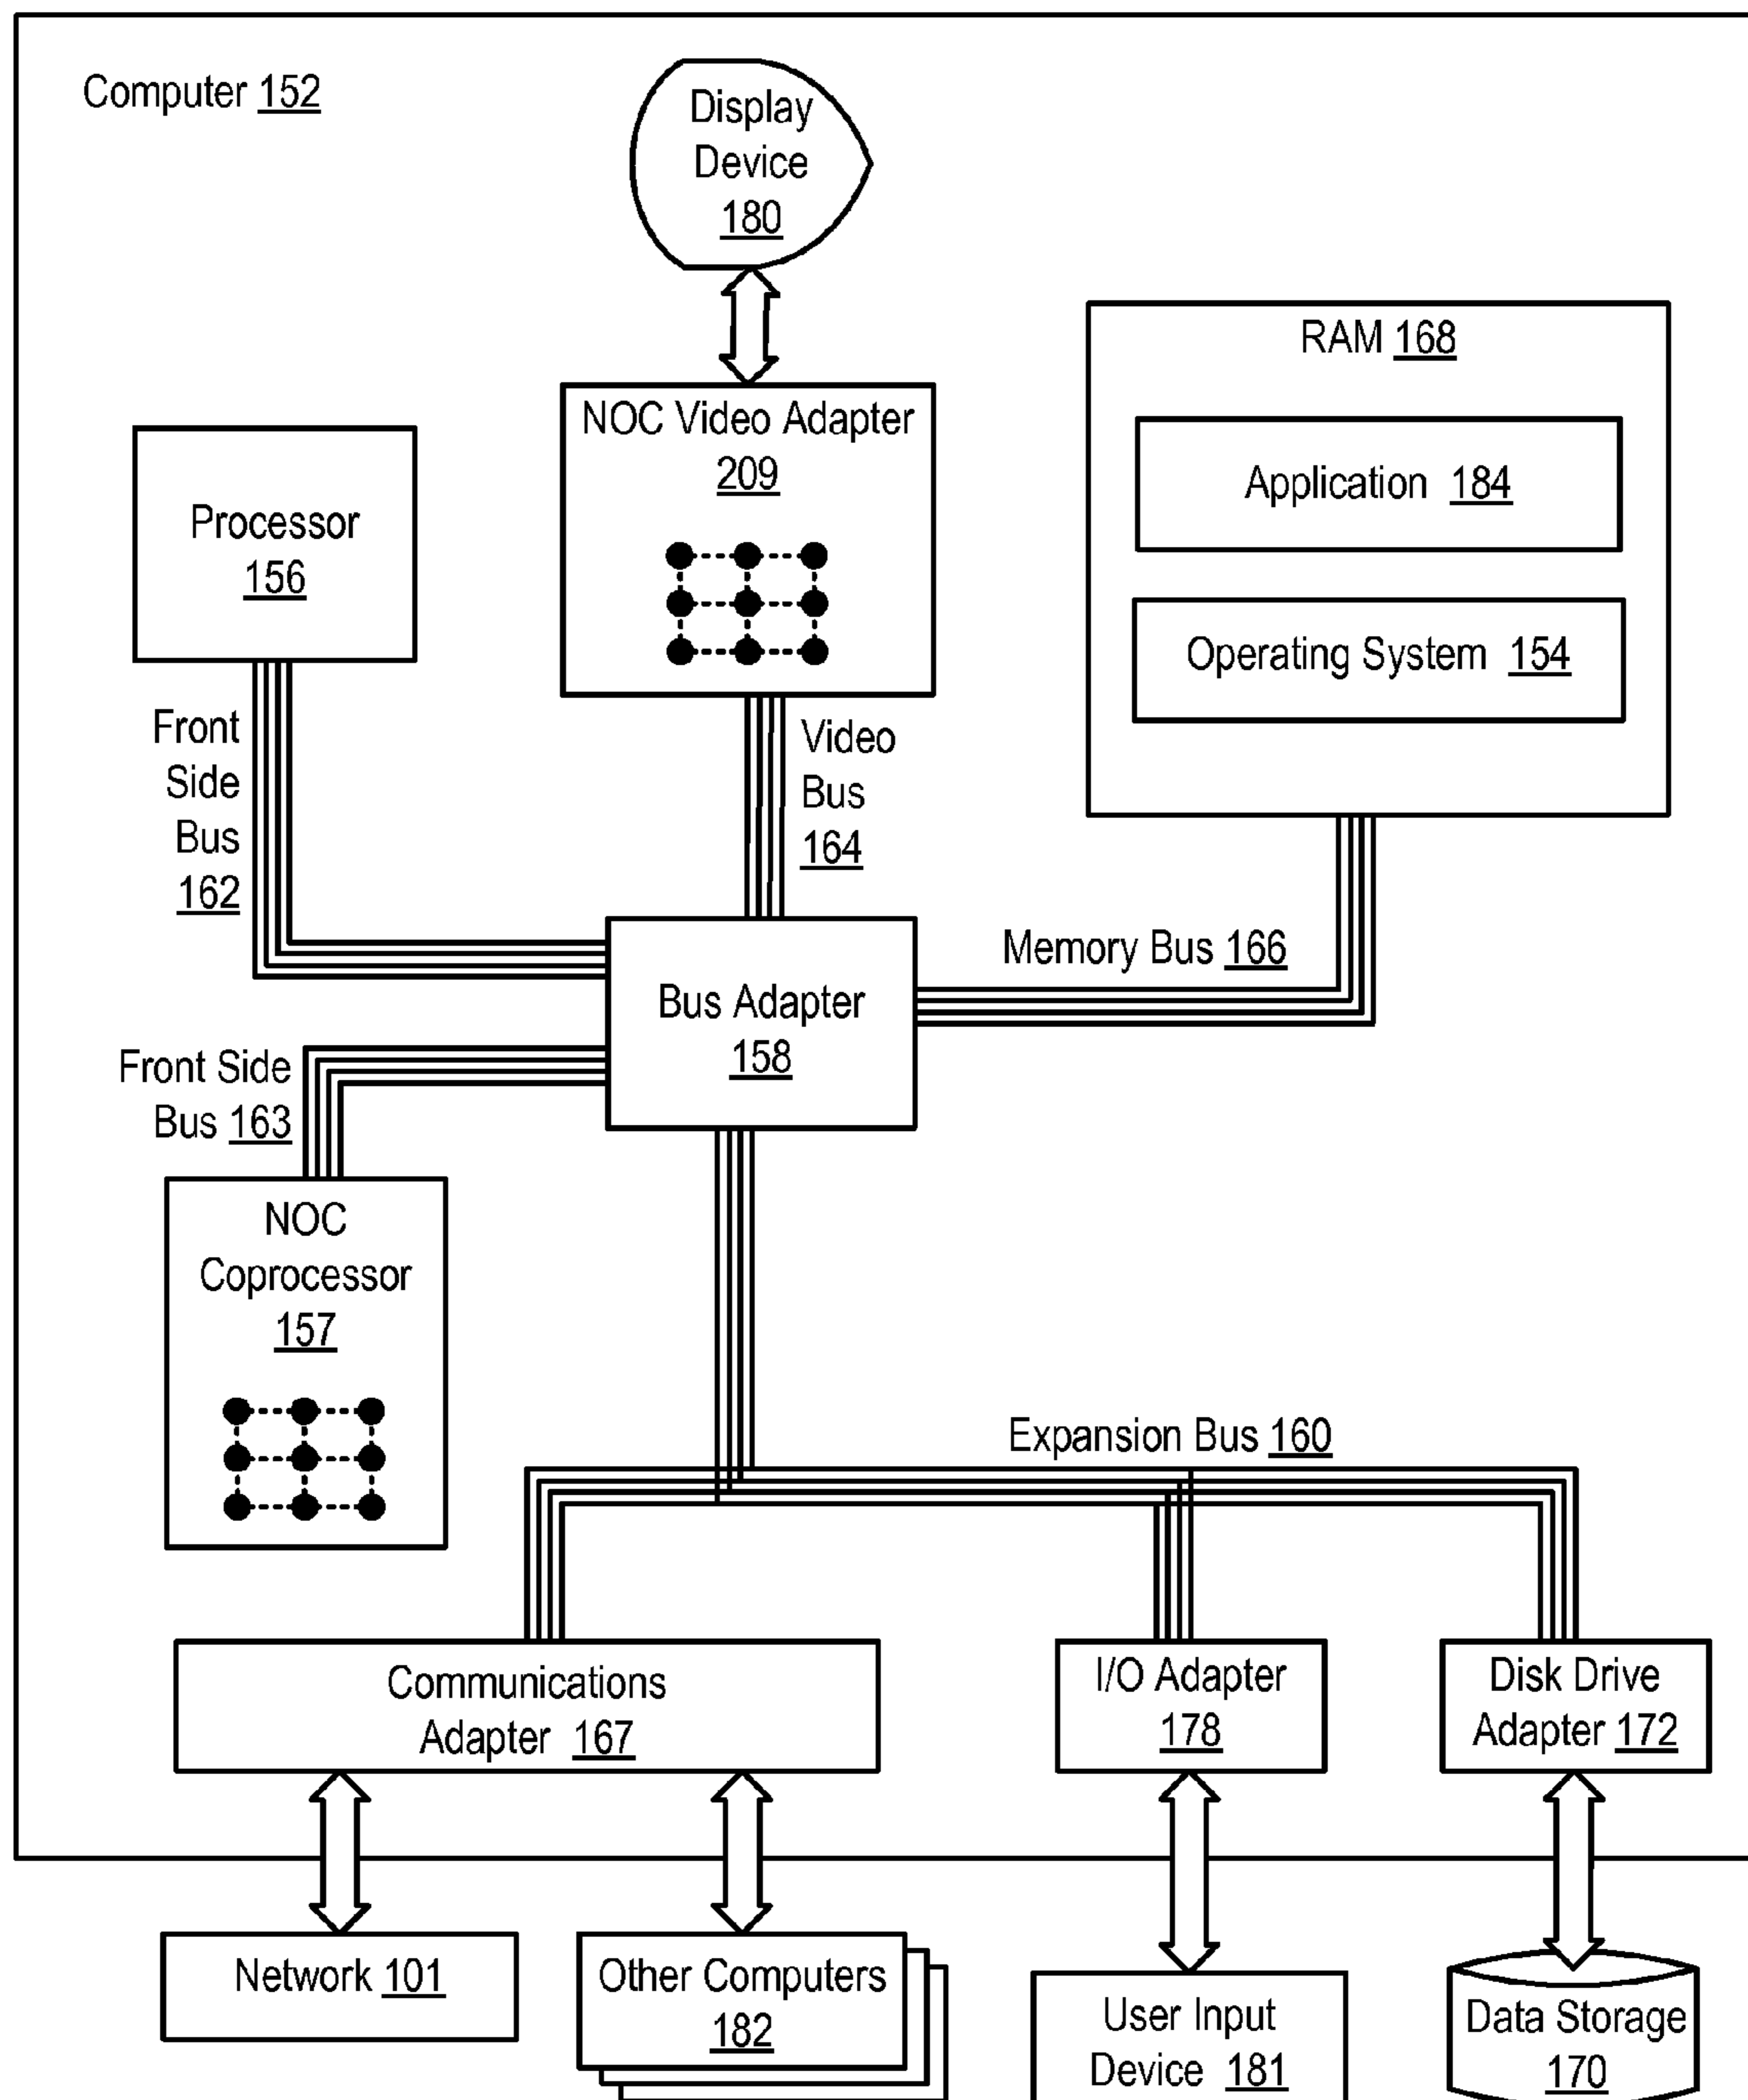 Computer 152
Display
Device
180
NOC Video Adapter
209
RAM 168
Application 184
Operating System 154
Processor
156
Front
Side
Bus
162
Video
Bus
164
Memory Bus 166
Bus Adapter
158
Front Side
Bus 163
NOC
Coprocessor
157
Expansion Bus 160
Communications
Adapter 167
I/O Adapter
178
Disk Drive
Adapter 172
Network 101
Other Computers
182
User Input
Device 181
Data Storage
170